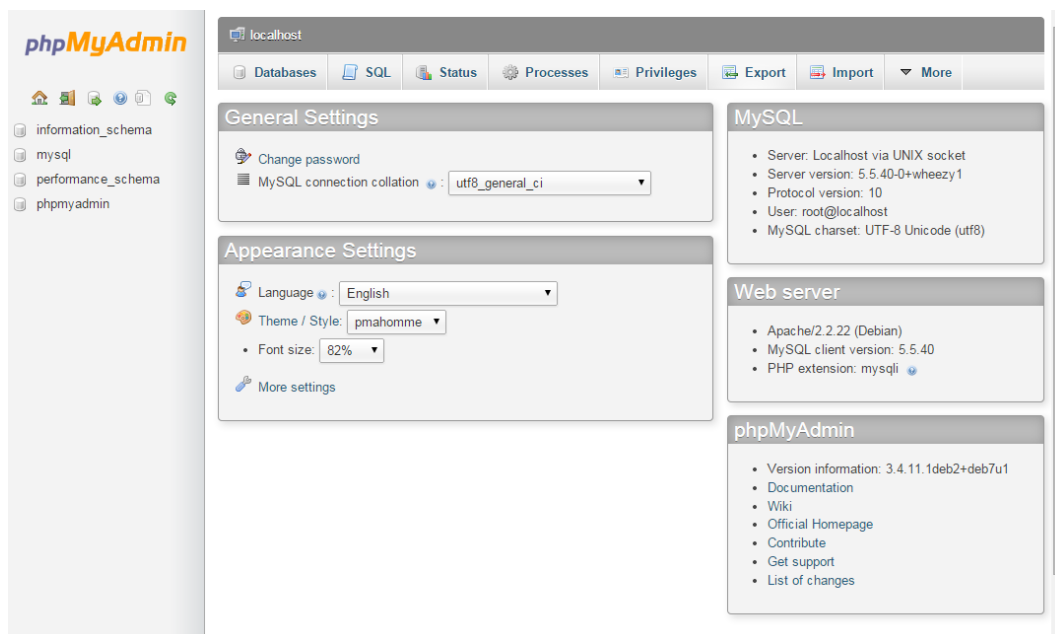 phpMyAdmin
information_schema
mysql
performance_schema
phpmyadmin
localhost
Databases SQL Status Processes Privileges Export Import More
General Settings
Change password
MySQL connection collation : utf8_general_ci
Appearance Settings
Language : English
Theme / Style: pmahomme
• Font size: 82%
More settings
MySQL
• Server: Localhost via UNIX socket
• Server version: 5.5.40-0+wheezy1
• Protocol version: 10
• User: root@localhost
• MySQL charset: UTF-8 Unicode (utf8)
Web server
• Apache/2.2.22 (Debian)
• MySQL client version: 5.5.40
• PHP extension: mysqli
phpMyAdmin
• Version information: 3.4.11.1deb2+deb7u1
• Documentation
• Wiki
• Official Homepage
• Contribute
• Get support
• List of changes